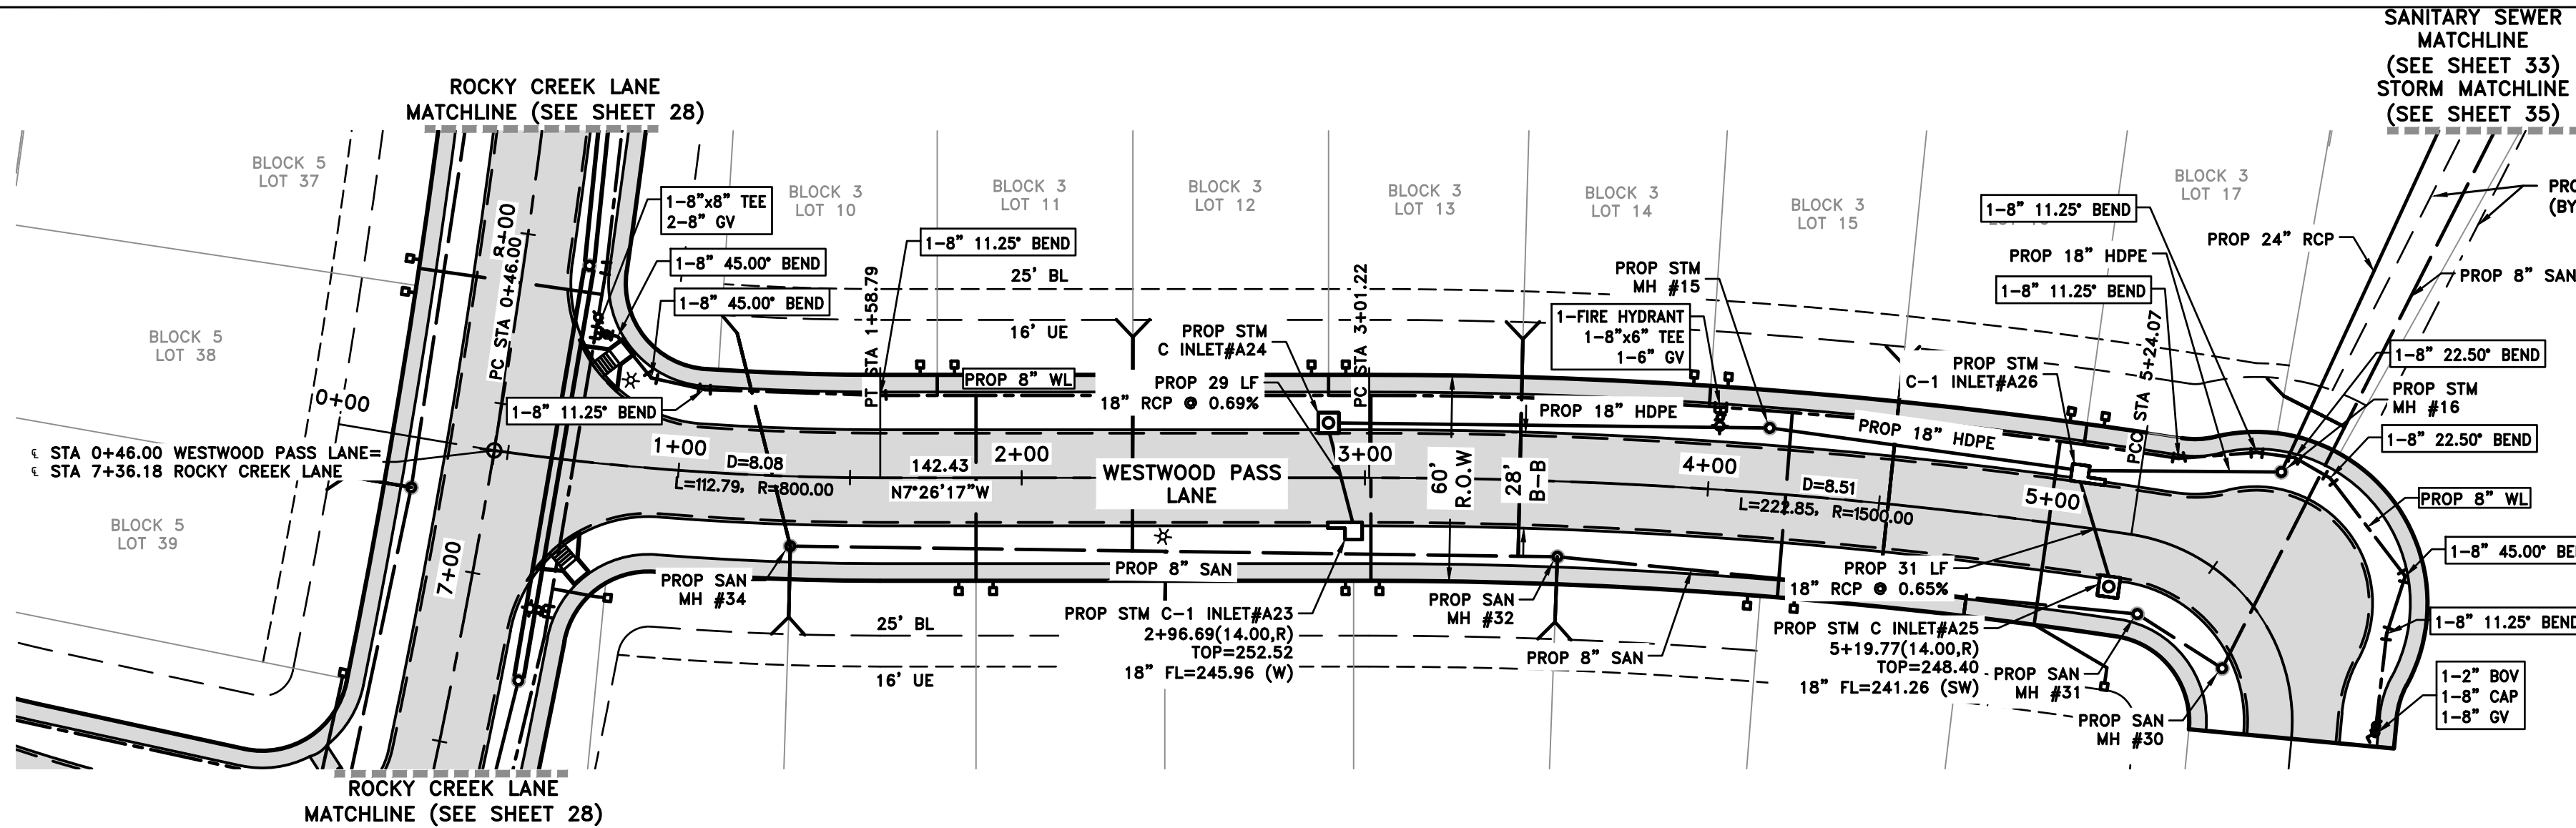 SANITARY SEWER
MATCHLINE
(SEE SHEET 33)
STORM MATCHLINE
(SEE SHEET 35)
ROCKY CREEK LANE
MATCHLINE (SEE SHEET 28)
BLOCK 5
LOT 37
BLOCK 3
LOT 10
BLOCK 3
LOT 11
BLOCK 3
LOT 12
BLOCK 3
LOT 13
BLOCK 3
LOT 14
BLOCK 3
LOT 15
BLOCK 3
LOT 17
1-8" 11.25° BEND
1-8"x8" TEE
2-8" GV
1-8" 45.00° BEND
1-8" 45.00° BEND
1-8" 11.25° BEND
25' BL
16' UE
8+00
PC STA 0+46.00
PT STA 1+58.79
PC STA 3+01.22
PCC STA 5+24.07
PROP STM
MH #15
1-FIRE HYDRANT
1-8"x6" TEE
1-6" GV
PROP 18" HDPE
1-8" 11.25° BEND
PROP 24" RCP
PROP 8" SAN
1-8" 22.50° BEND
PROP STM
MH #16
1-8" 22.50° BEND
BLOCK 5
LOT 38
PROP STM
C INLET#A24
PROP STM
C-1 INLET#A26
PROP 8" WL
PROP 29 LF
18" RCP @ 0.69%
PROP 18" HDPE
PROP 18" HDPE
1-8" 11.25° BEND
0+00
℄ STA 0+46.00 WESTWOOD PASS LANE=
℄ STA 7+36.18 ROCKY CREEK LANE
1+00
D=8.08
L=112.79, R=800.00
142.43
N7°26'17"W
2+00
WESTWOOD PASS
LANE
3+00
60'
R.O.W
28'
B-B
4+00
D=8.51
L=222.85, R=1500.00
5+00
PROP 8" WL
BLOCK 5
LOT 39
7+00
PROP SAN
MH #34
PROP 8" SAN
PROP STM C-1 INLET#A23
2+96.69(14.00,R)
TOP=252.52
18" FL=245.96 (W)
PROP SAN
MH #32
PROP 8" SAN
PROP 31 LF
18" RCP @ 0.65%
PROP STM C INLET#A25
5+19.77(14.00,R)
TOP=248.40
18" FL=241.26 (SW)
PROP SAN
MH #31
PROP SAN
MH #30
1-8" 45.00° BE
1-8" 11.25° BEND
1-2" BOV
1-8" CAP
1-8" GV
25' BL
16' UE
ROCKY CREEK LANE
MATCHLINE (SEE SHEET 28)